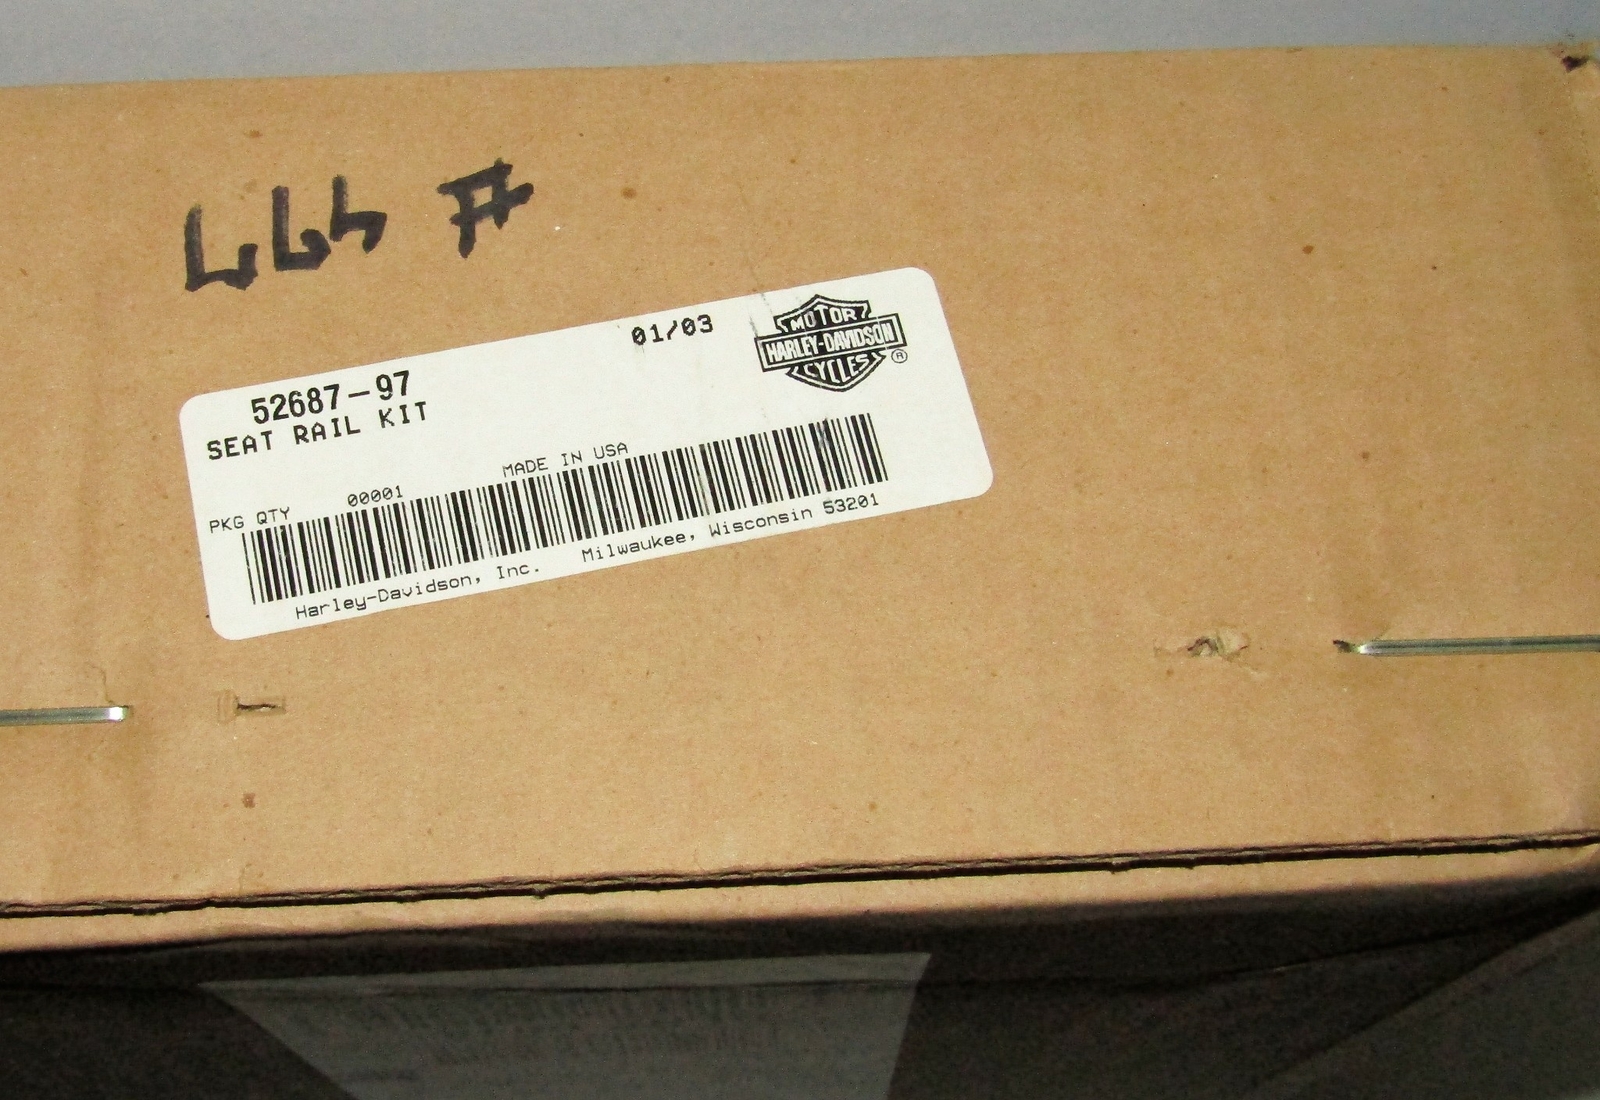 01/03
MOTOR
HARLEY-DAVIDSON
CYCLES
®
52687-97
SEAT RAIL KIT
MADE IN USA
PKG QTY 00001
Harley-Davidson, Inc. Milwaukee, Wisconsin 53201